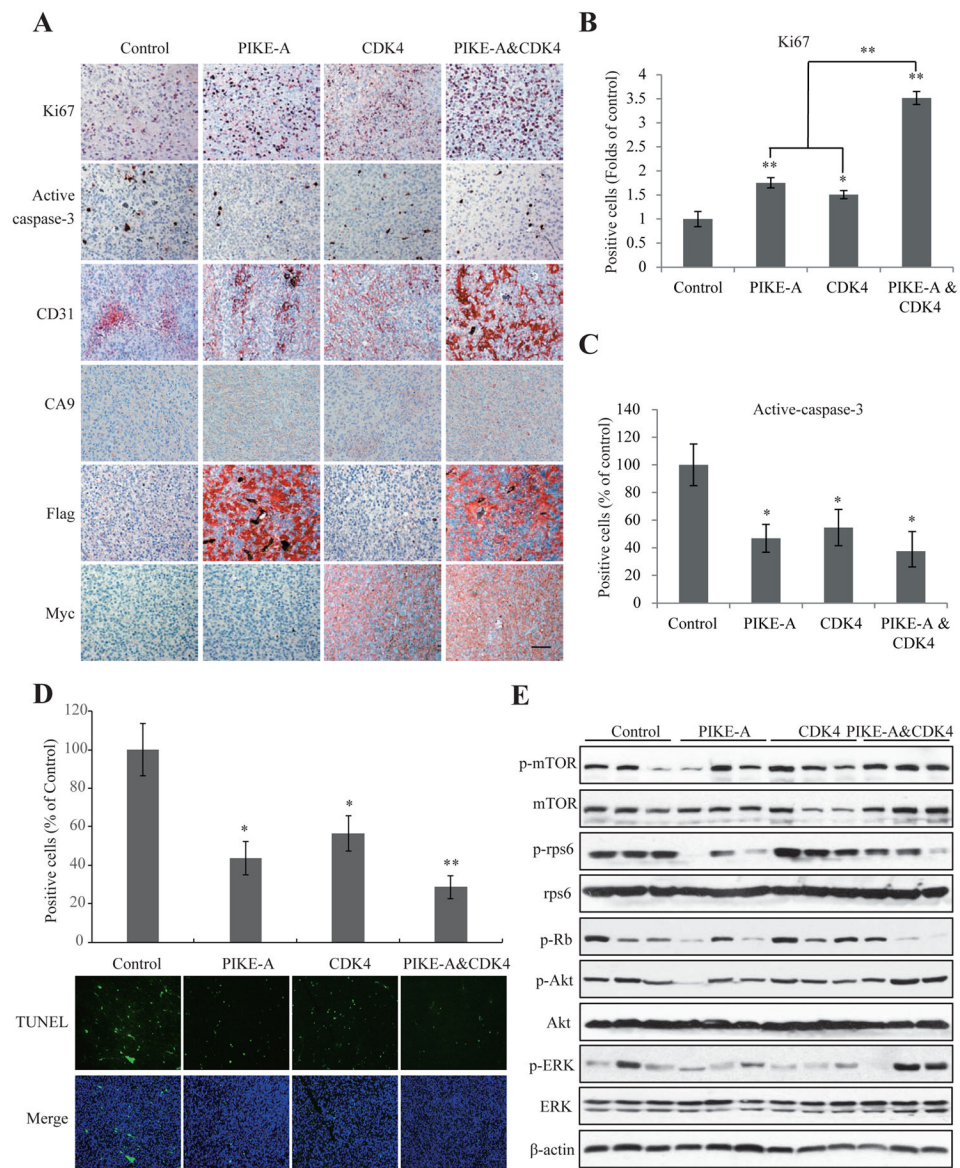 A
Control PIKE-A CDK4 PIKE-A&CDK4
Ki67
Active
caspase-3
CD31
CA9
Flag
Myc
B
Ki67
Positive cells (Folds of control)
4
3.5
3
2.5
2
1.5
1
0.5
0
**
*
**
**
Control PIKE-A CDK4 PIKE-A &
CDK4
C
Active-caspase-3
Positive cells (% of control)
140
120
100
80
60
40
20
0
*
*
*
Control PIKE-A CDK4 PIKE-A &
CDK4
D
Positive cells (% of Control)
120
100
80
60
40
20
0
*
*
**
Control PIKE-A CDK4 PIKE-A&CDK4
TUNEL
Merge
E
Control PIKE-A CDK4 PIKE-A&CDK4
p-mTOR
mTOR
p-rps6
rps6
p-Rb
p-Akt
Akt
p-ERK
ERK
β-actin